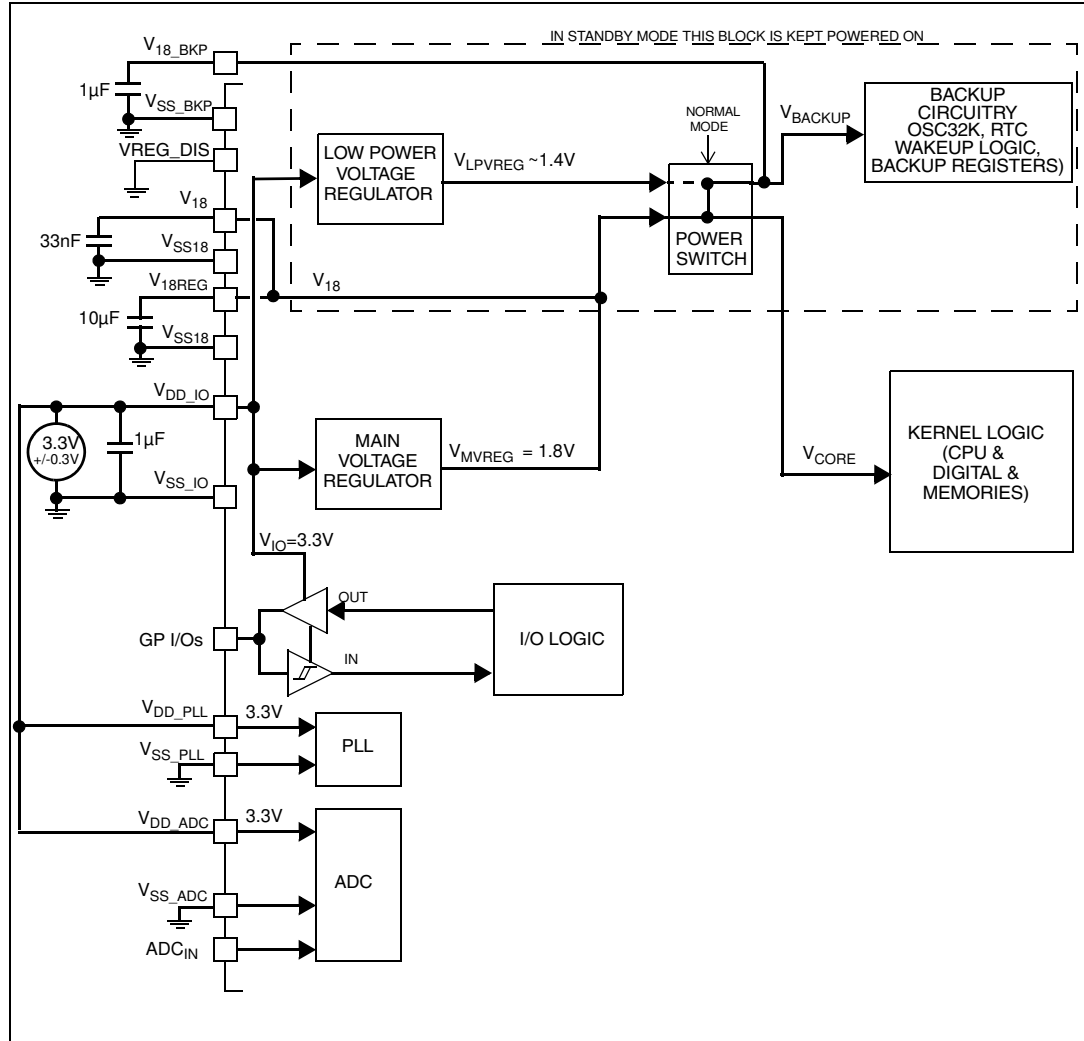 IN STANDBY MODE THIS BLOCK IS KEPT POWERED ON
V18_BKP
1µF
VSS_BKP
VREG_DIS
V18
33nF
VSS18
V18REG
10µF
VSS18
LOW POWER
VOLTAGE
REGULATOR
VLPVREG ~1.4V
NORMAL
MODE
POWER
SWITCH
VBACKUP
BACKUP
CIRCUITRY
OSC32K, RTC
WAKEUP LOGIC,
BACKUP REGISTERS)
V18
VDD_IO
3.3V
+/-0.3V
1µF
VSS_IO
MAIN
VOLTAGE
REGULATOR
VMVREG = 1.8V
VCORE
KERNEL LOGIC
(CPU &
DIGITAL &
MEMORIES)
VIO=3.3V
OUT
GP I/Os
IN
I/O LOGIC
VDD_PLL
3.3V
VSS_PLL
PLL
VDD_ADC
3.3V
VSS_ADC
ADC
ADCIN